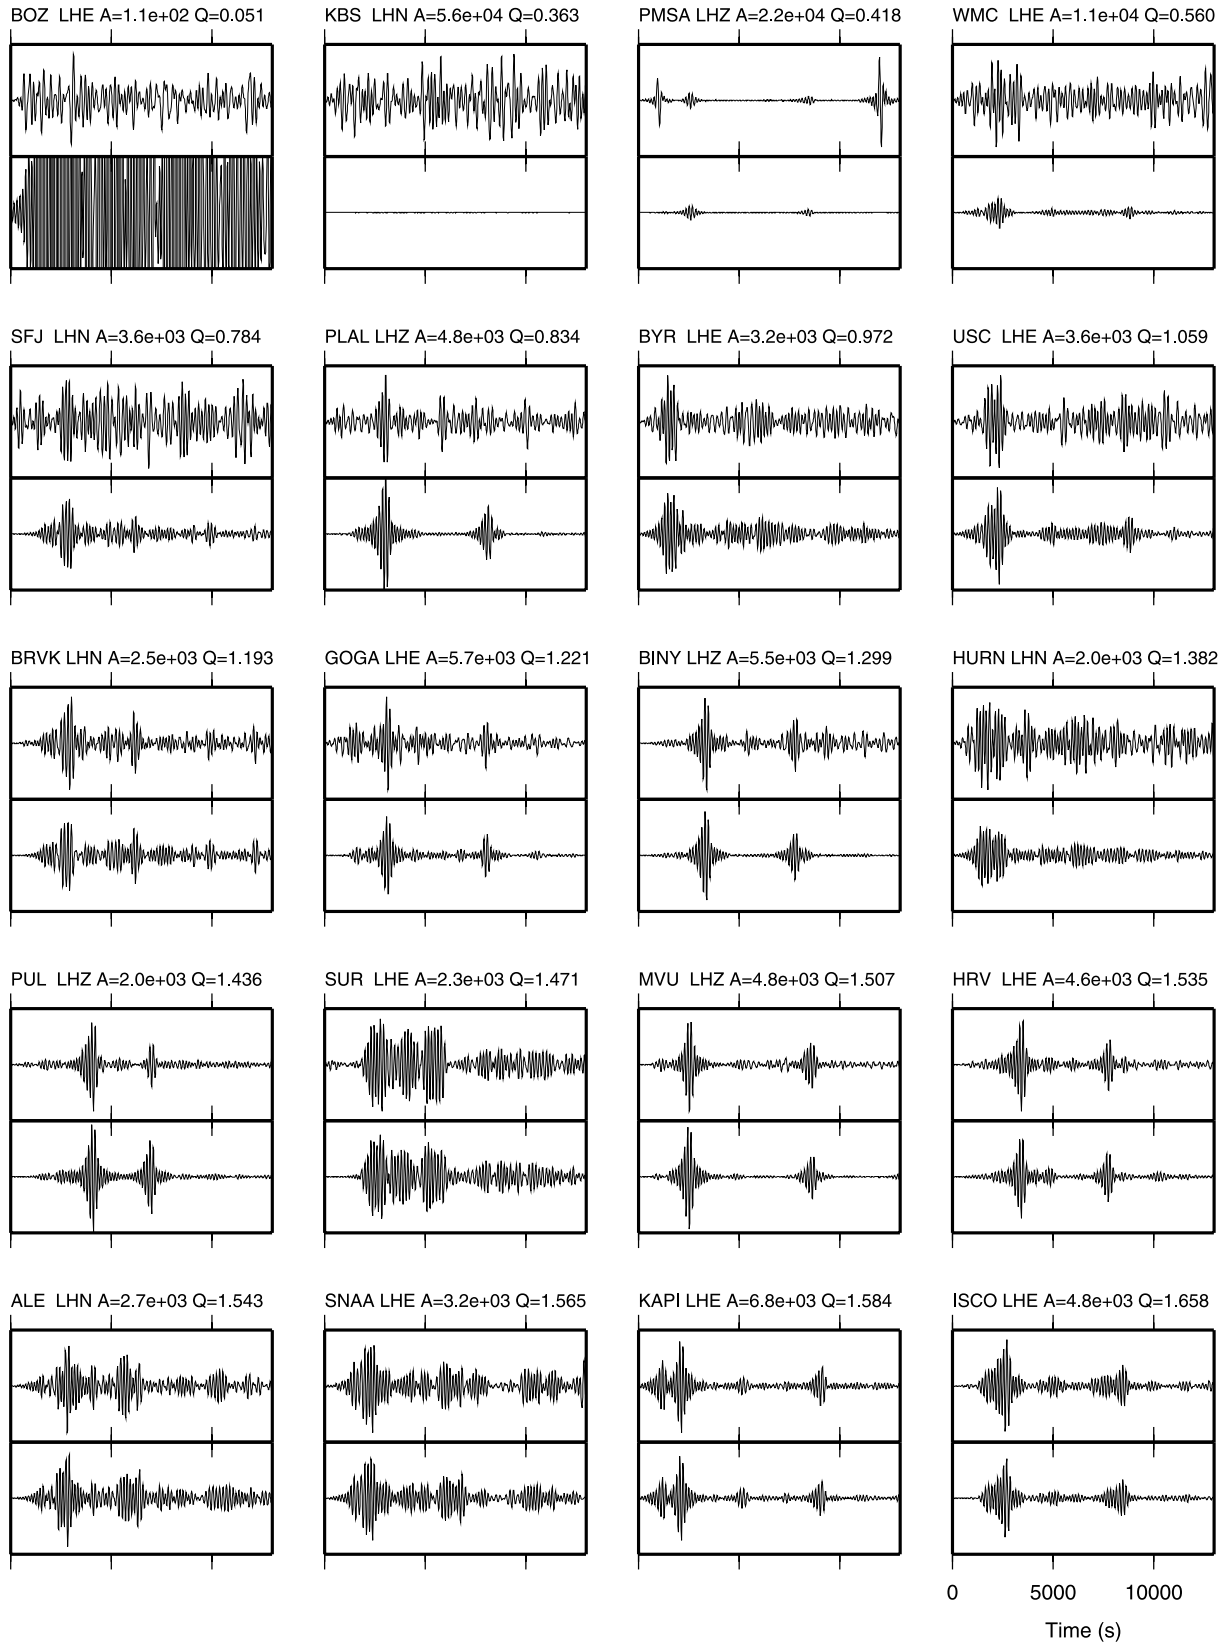 BOZ LHE A=1.1e+02 Q=0.051
KBS LHN A=5.6e+04 Q=0.363
PMSA LHZ A=2.2e+04 Q=0.418
WMC LHE A=1.1e+04 Q=0.560
SFJ LHN A=3.6e+03 Q=0.784
PLAL LHZ A=4.8e+03 Q=0.834
BYR LHE A=3.2e+03 Q=0.972
USC LHE A=3.6e+03 Q=1.059
BRVK LHN A=2.5e+03 Q=1.193
GOGA LHE A=5.7e+03 Q=1.221
BINY LHZ A=5.5e+03 Q=1.299
HURN LHN A=2.0e+03 Q=1.382
PUL LHZ A=2.0e+03 Q=1.436
SUR LHE A=2.3e+03 Q=1.471
MVU LHZ A=4.8e+03 Q=1.507
HRV LHE A=4.6e+03 Q=1.535
ALE LHN A=2.7e+03 Q=1.543
SNAA LHE A=3.2e+03 Q=1.565
KAPI LHE A=6.8e+03 Q=1.584
ISCO LHE A=4.8e+03 Q=1.658
0 5000 10000
Time (s)